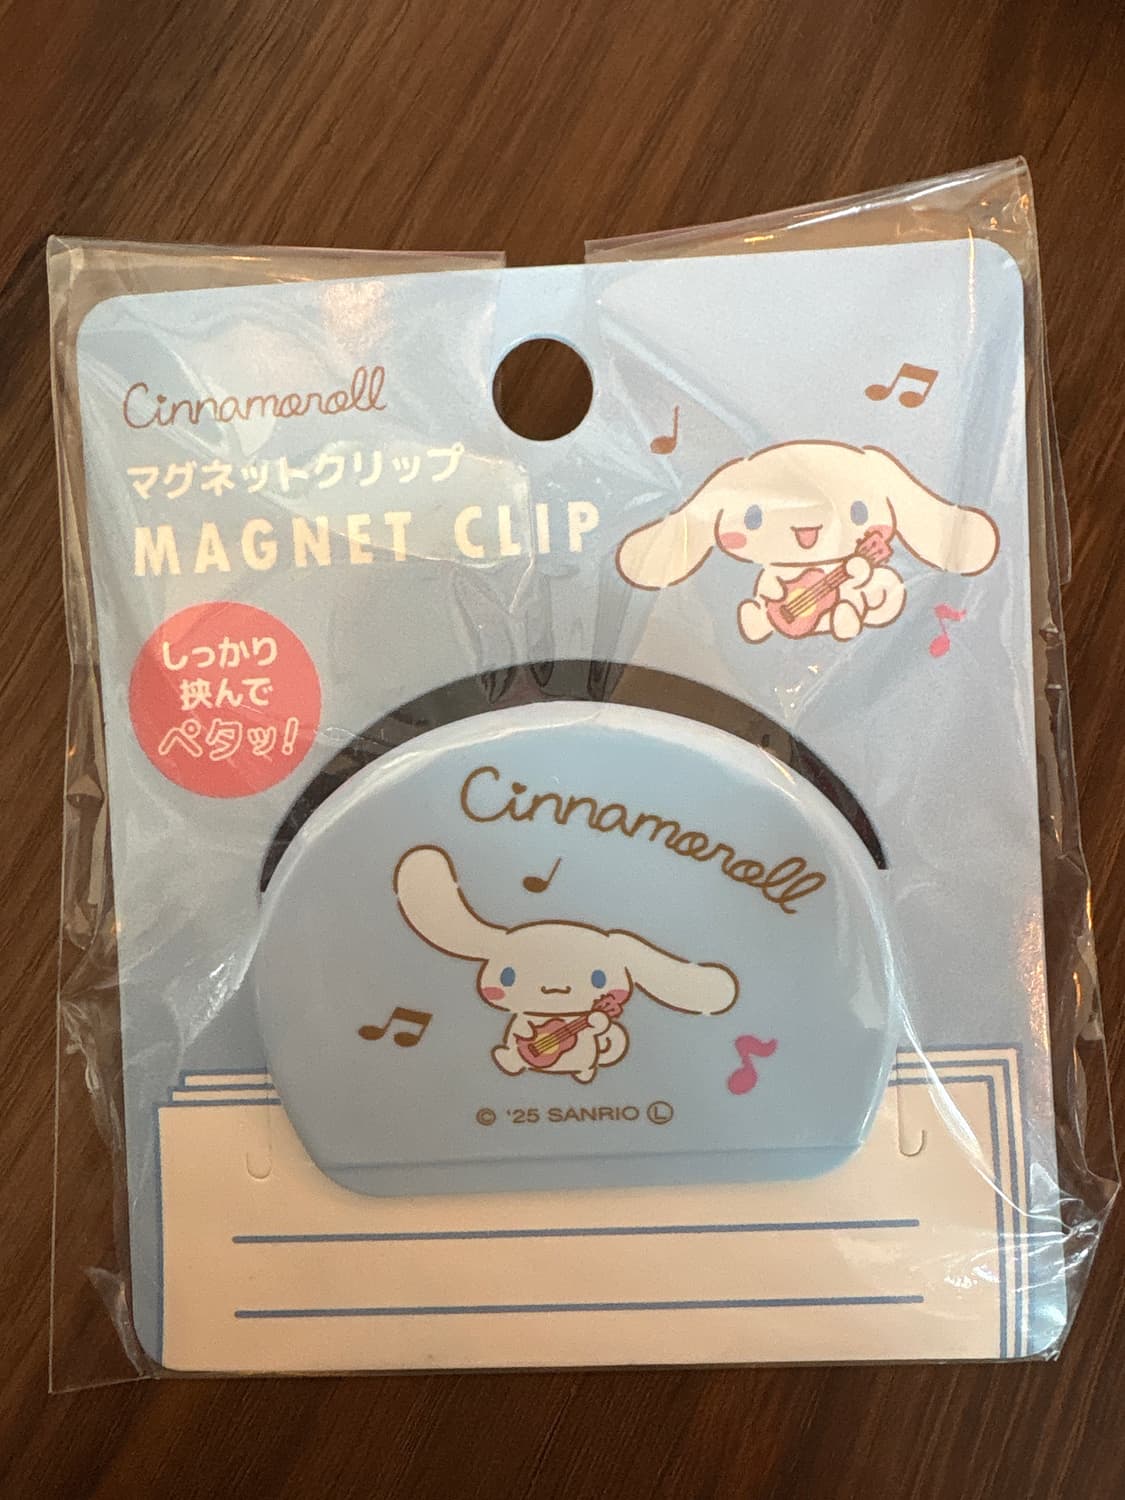 Cinnamoroll
マグネットクリップ
MAGNET CLIP
しっかり
挟んで
ペタッ!
Cinnamoroll
© '25 SANRIO Ⓛ